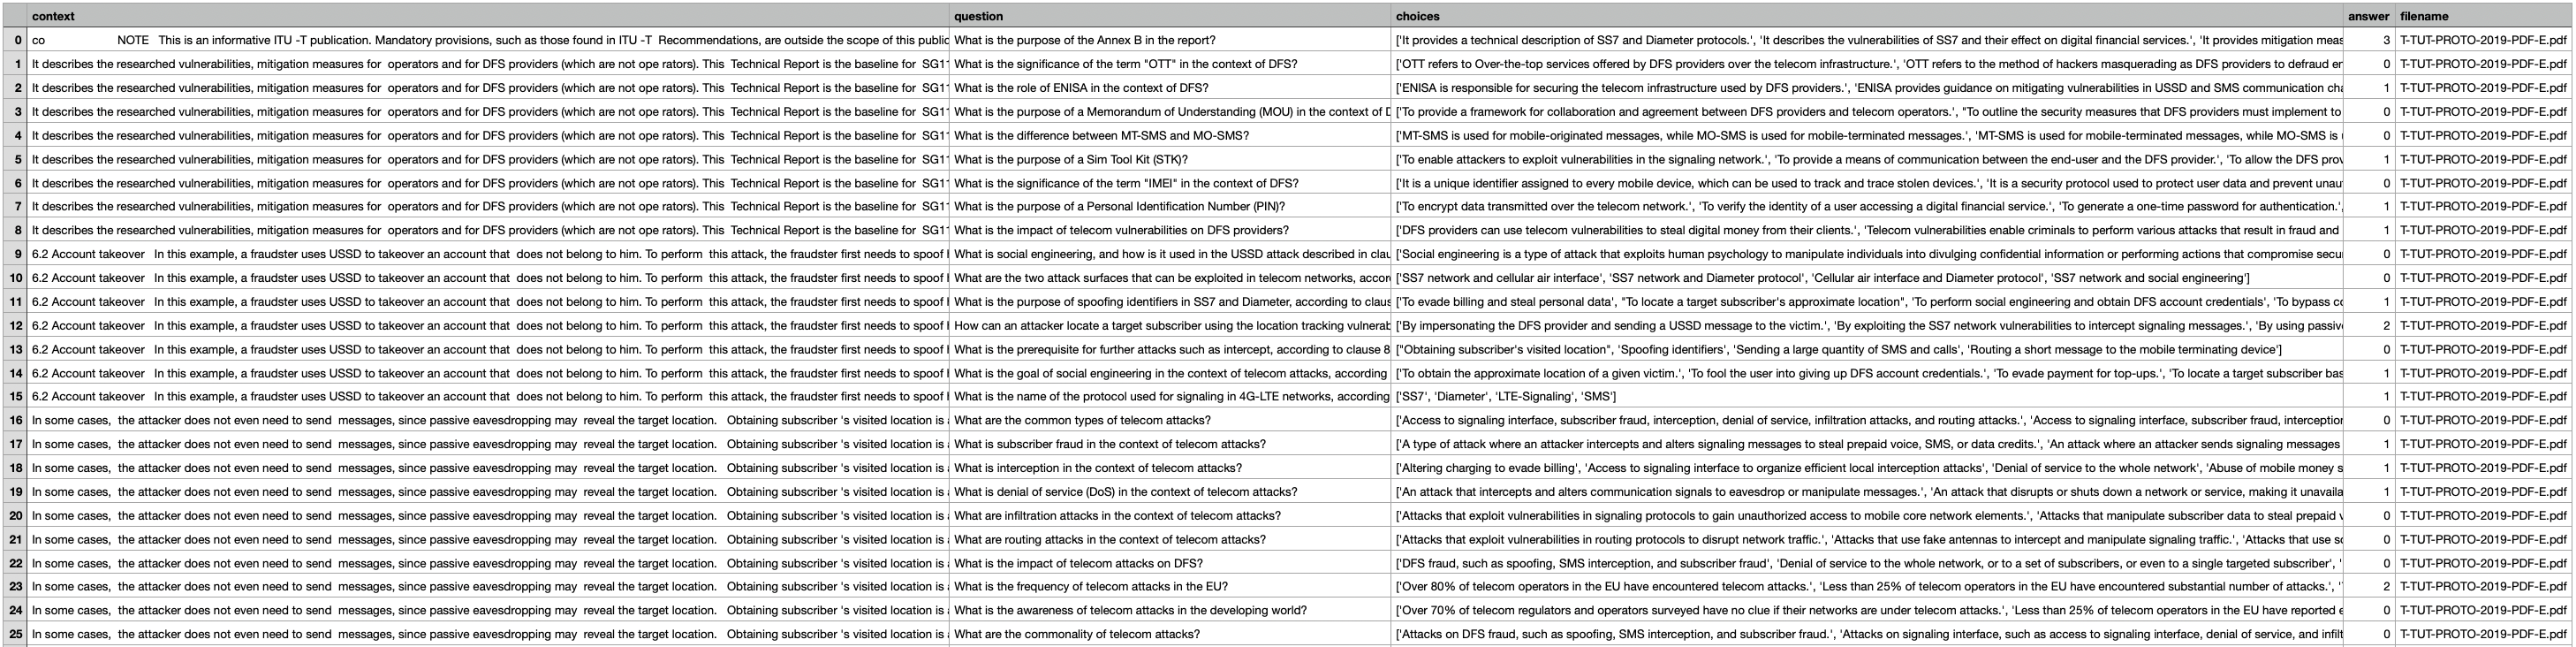 context question choices answer filename
0 co NOTE This is an informative ITU -T publication. Mandatory provisions, such as those found in ITU -T Recommendations, are outside the scope of this public What is the purpose of the Annex B in the report? ['It provides a technical description of SS7 and Diameter protocols.', 'It describes the vulnerabilities of SS7 and their effect on digital financial services.', 'It provides mitigation meas 3 T-TUT-PROTO-2019-PDF-E.pdf
1 It describes the researched vulnerabilities, mitigation measures for operators and for DFS providers (which are not ope rators). This Technical Report is the baseline for SG11 What is the significance of the term "OTT" in the context of DFS? ['OTT refers to Over-the-top services offered by DFS providers over the telecom infrastructure.', 'OTT refers to the method of hackers masquerading as DFS providers to defraud en 0 T-TUT-PROTO-2019-PDF-E.pdf
2 It describes the researched vulnerabilities, mitigation measures for operators and for DFS providers (which are not ope rators). This Technical Report is the baseline for SG11 What is the role of ENISA in the context of DFS? ['ENISA is responsible for securing the telecom infrastructure used by DFS providers.', 'ENISA provides guidance on mitigating vulnerabilities in USSD and SMS communication cha 1 T-TUT-PROTO-2019-PDF-E.pdf
3 It describes the researched vulnerabilities, mitigation measures for operators and for DFS providers (which are not ope rators). This Technical Report is the baseline for SG11 What is the purpose of a Memorandum of Understanding (MOU) in the context of D ['To provide a framework for collaboration and agreement between DFS providers and telecom operators.', "To outline the security measures that DFS providers must implement to 0 T-TUT-PROTO-2019-PDF-E.pdf
4 It describes the researched vulnerabilities, mitigation measures for operators and for DFS providers (which are not ope rators). This Technical Report is the baseline for SG11 What is the difference between MT-SMS and MO-SMS? ['MT-SMS is used for mobile-originated messages, while MO-SMS is used for mobile-terminated messages.', 'MT-SMS is used for mobile-terminated messages, while MO-SMS is 0 T-TUT-PROTO-2019-PDF-E.pdf
5 It describes the researched vulnerabilities, mitigation measures for operators and for DFS providers (which are not ope rators). This Technical Report is the baseline for SG11 What is the purpose of a Sim Tool Kit (STK)? ['To enable attackers to exploit vulnerabilities in the signaling network.', 'To provide a means of communication between the end-user and the DFS provider.', 'To allow the DFS prov 1 T-TUT-PROTO-2019-PDF-E.pdf
6 It describes the researched vulnerabilities, mitigation measures for operators and for DFS providers (which are not ope rators). This Technical Report is the baseline for SG11 What is the significance of the term "IMEI" in the context of DFS? ['It is a unique identifier assigned to every mobile device, which can be used to track and trace stolen devices.', 'It is a security protocol used to protect user data and prevent unau 0 T-TUT-PROTO-2019-PDF-E.pdf
7 It describes the researched vulnerabilities, mitigation measures for operators and for DFS providers (which are not ope rators). This Technical Report is the baseline for SG11 What is the purpose of a Personal Identification Number (PIN)? ['To encrypt data transmitted over the telecom network.', 'To verify the identity of a user accessing a digital financial service.', 'To generate a one-time password for authentication.', 1 T-TUT-PROTO-2019-PDF-E.pdf
8 It describes the researched vulnerabilities, mitigation measures for operators and for DFS providers (which are not ope rators). This Technical Report is the baseline for SG11 What is the impact of telecom vulnerabilities on DFS providers? ['DFS providers can use telecom vulnerabilities to steal digital money from their clients.', 'Telecom vulnerabilities enable criminals to perform various attacks that result in fraud and 1 T-TUT-PROTO-2019-PDF-E.pdf
9 6.2 Account takeover In this example, a fraudster uses USSD to takeover an account that does not belong to him. To perform this attack, the fraudster first needs to spoof What is social engineering, and how is it used in the USSD attack described in clau ['Social engineering is a type of attack that exploits human psychology to manipulate individuals into divulging confidential information or performing actions that compromise secu 0 T-TUT-PROTO-2019-PDF-E.pdf
10 6.2 Account takeover In this example, a fraudster uses USSD to takeover an account that does not belong to him. To perform this attack, the fraudster first needs to spoof What are the two attack surfaces that can be exploited in telecom networks, accor ['SS7 network and cellular air interface', 'SS7 network and Diameter protocol', 'Cellular air interface and Diameter protocol', 'SS7 network and social engineering'] 0 T-TUT-PROTO-2019-PDF-E.pdf
11 6.2 Account takeover In this example, a fraudster uses USSD to takeover an account that does not belong to him. To perform this attack, the fraudster first needs to spoof What is the purpose of spoofing identifiers in SS7 and Diameter, according to claus ['To evade billing and steal personal data', "To locate a target subscriber's approximate location", 'To perform social engineering and obtain DFS account credentials', 'To bypass cc 1 T-TUT-PROTO-2019-PDF-E.pdf
12 6.2 Account takeover In this example, a fraudster uses USSD to takeover an account that does not belong to him. To perform this attack, the fraudster first needs to spoof How can an attacker locate a target subscriber using the location tracking vulnerab ['By impersonating the DFS provider and sending a USSD message to the victim.', 'By exploiting the SS7 network vulnerabilities to intercept signaling messages.', 'By using passive 2 T-TUT-PROTO-2019-PDF-E.pdf
13 6.2 Account takeover In this example, a fraudster uses USSD to takeover an account that does not belong to him. To perform this attack, the fraudster first needs to spoof What is the prerequisite for further attacks such as intercept, according to clause 8 ["Obtaining subscriber's visited location", 'Spoofing identifiers', 'Sending a large quantity of SMS and calls', 'Routing a short message to the mobile terminating device'] 0 T-TUT-PROTO-2019-PDF-E.pdf
14 6.2 Account takeover In this example, a fraudster uses USSD to takeover an account that does not belong to him. To perform this attack, the fraudster first needs to spoof What is the goal of social engineering in the context of telecom attacks, according ['To obtain the approximate location of a given victim.', 'To fool the user into giving up DFS account credentials.', 'To evade payment for top-ups.', 'To locate a target subscriber bas 1 T-TUT-PROTO-2019-PDF-E.pdf
15 6.2 Account takeover In this example, a fraudster uses USSD to takeover an account that does not belong to him. To perform this attack, the fraudster first needs to spoof What is the name of the protocol used for signaling in 4G-LTE networks, according ['SS7', 'Diameter', 'LTE-Signaling', 'SMS'] 1 T-TUT-PROTO-2019-PDF-E.pdf
16 In some cases, the attacker does not even need to send messages, since passive eavesdropping may reveal the target location. Obtaining subscriber 's visited location is What are the common types of telecom attacks? ['Access to signaling interface, subscriber fraud, interception, denial of service, infiltration attacks, and routing attacks.', 'Access to signaling interface, subscriber fraud, interception 0 T-TUT-PROTO-2019-PDF-E.pdf
17 In some cases, the attacker does not even need to send messages, since passive eavesdropping may reveal the target location. Obtaining subscriber 's visited location is What is subscriber fraud in the context of telecom attacks? ['A type of attack where an attacker intercepts and alters signaling messages to steal prepaid voice, SMS, or data credits.', 'An attack where an attacker sends signaling messages 1 T-TUT-PROTO-2019-PDF-E.pdf
18 In some cases, the attacker does not even need to send messages, since passive eavesdropping may reveal the target location. Obtaining subscriber 's visited location is What is interception in the context of telecom attacks? ['Altering charging to evade billing', 'Access to signaling interface to organize efficient local interception attacks', 'Denial of service to the whole network', 'Abuse of mobile money s 1 T-TUT-PROTO-2019-PDF-E.pdf
19 In some cases, the attacker does not even need to send messages, since passive eavesdropping may reveal the target location. Obtaining subscriber 's visited location is What is denial of service (DoS) in the context of telecom attacks? ['An attack that intercepts and alters communication signals to eavesdrop or manipulate messages.', 'An attack that disrupts or shuts down a network or service, making it unavaila 1 T-TUT-PROTO-2019-PDF-E.pdf
20 In some cases, the attacker does not even need to send messages, since passive eavesdropping may reveal the target location. Obtaining subscriber 's visited location is What are infiltration attacks in the context of telecom attacks? ['Attacks that exploit vulnerabilities in signaling protocols to gain unauthorized access to mobile core network elements.', 'Attacks that manipulate subscriber data to steal prepaid v 0 T-TUT-PROTO-2019-PDF-E.pdf
21 In some cases, the attacker does not even need to send messages, since passive eavesdropping may reveal the target location. Obtaining subscriber 's visited location is What are routing attacks in the context of telecom attacks? ['Attacks that exploit vulnerabilities in routing protocols to disrupt network traffic.', 'Attacks that use fake antennas to intercept and manipulate signaling traffic.', 'Attacks that use so 0 T-TUT-PROTO-2019-PDF-E.pdf
22 In some cases, the attacker does not even need to send messages, since passive eavesdropping may reveal the target location. Obtaining subscriber 's visited location is What is the impact of telecom attacks on DFS? ['DFS fraud, such as spoofing, SMS interception, and subscriber fraud', 'Denial of service to the whole network, or to a set of subscribers, or even to a single targeted subscriber', ' 0 T-TUT-PROTO-2019-PDF-E.pdf
23 In some cases, the attacker does not even need to send messages, since passive eavesdropping may reveal the target location. Obtaining subscriber 's visited location is What is the frequency of telecom attacks in the EU? ['Over 80% of telecom operators in the EU have encountered telecom attacks.', 'Less than 25% of telecom operators in the EU have encountered substantial number of attacks.', ' 2 T-TUT-PROTO-2019-PDF-E.pdf
24 In some cases, the attacker does not even need to send messages, since passive eavesdropping may reveal the target location. Obtaining subscriber 's visited location is What is the awareness of telecom attacks in the developing world? ['Over 70% of telecom regulators and operators surveyed have no clue if their networks are under telecom attacks.', 'Less than 25% of telecom operators in the EU have reported e 0 T-TUT-PROTO-2019-PDF-E.pdf
25 In some cases, the attacker does not even need to send messages, since passive eavesdropping may reveal the target location. Obtaining subscriber 's visited location is What are the commonality of telecom attacks? ['Attacks on DFS fraud, such as spoofing, SMS interception, and subscriber fraud.', 'Attacks on signaling interface, such as access to signaling interface, denial of service, and infilt 0 T-TUT-PROTO-2019-PDF-E.pdf